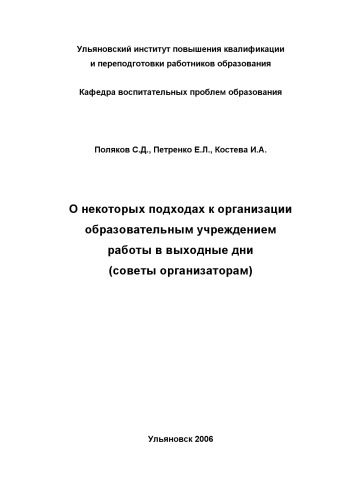 Ульяновский институт повышения квалификации
и переподготовки работников образования
Кафедра воспитательных проблем образования
Поляков С.Д., Петренко Е.Л., Костева И.А.
О некоторых подходах к организации
образовательным учреждением
работы в выходные дни
(советы организаторам)
Ульяновск 2006